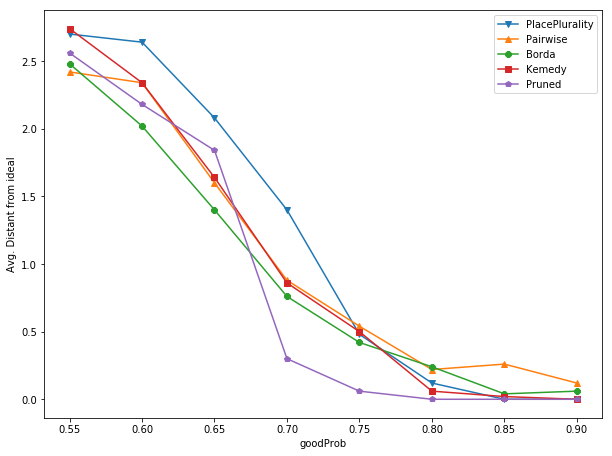 PlacePlurality
Pairwise
Borda
Kemedy
Pruned
2.5
2.0
1.5
1.0
0.5
0.0
Avg. Distant from ideal
0.55 0.60 0.65 0.70 0.75 0.80 0.85 0.90
goodProb